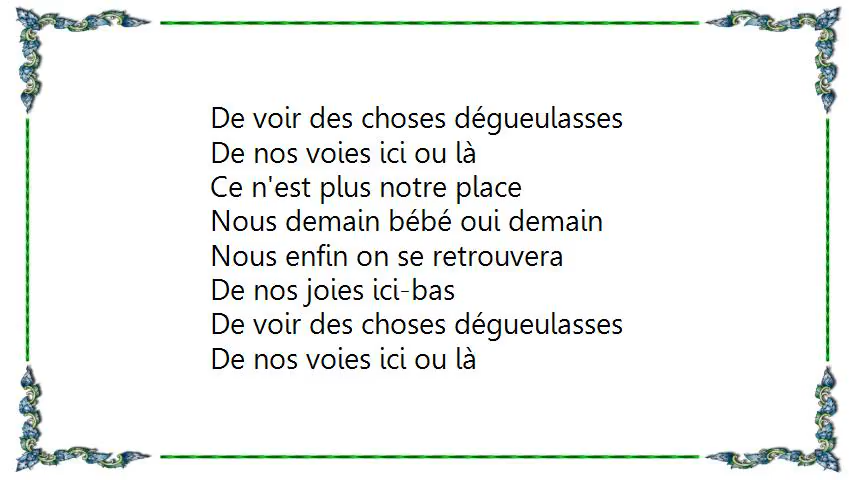 De voir des choses dégueulasses
De nos voies ici ou là
Ce n'est plus notre place
Nous demain bébé oui demain
Nous enfin on se retrouvera
De nos joies ici-bas
De voir des choses dégueulasses
De nos voies ici ou là